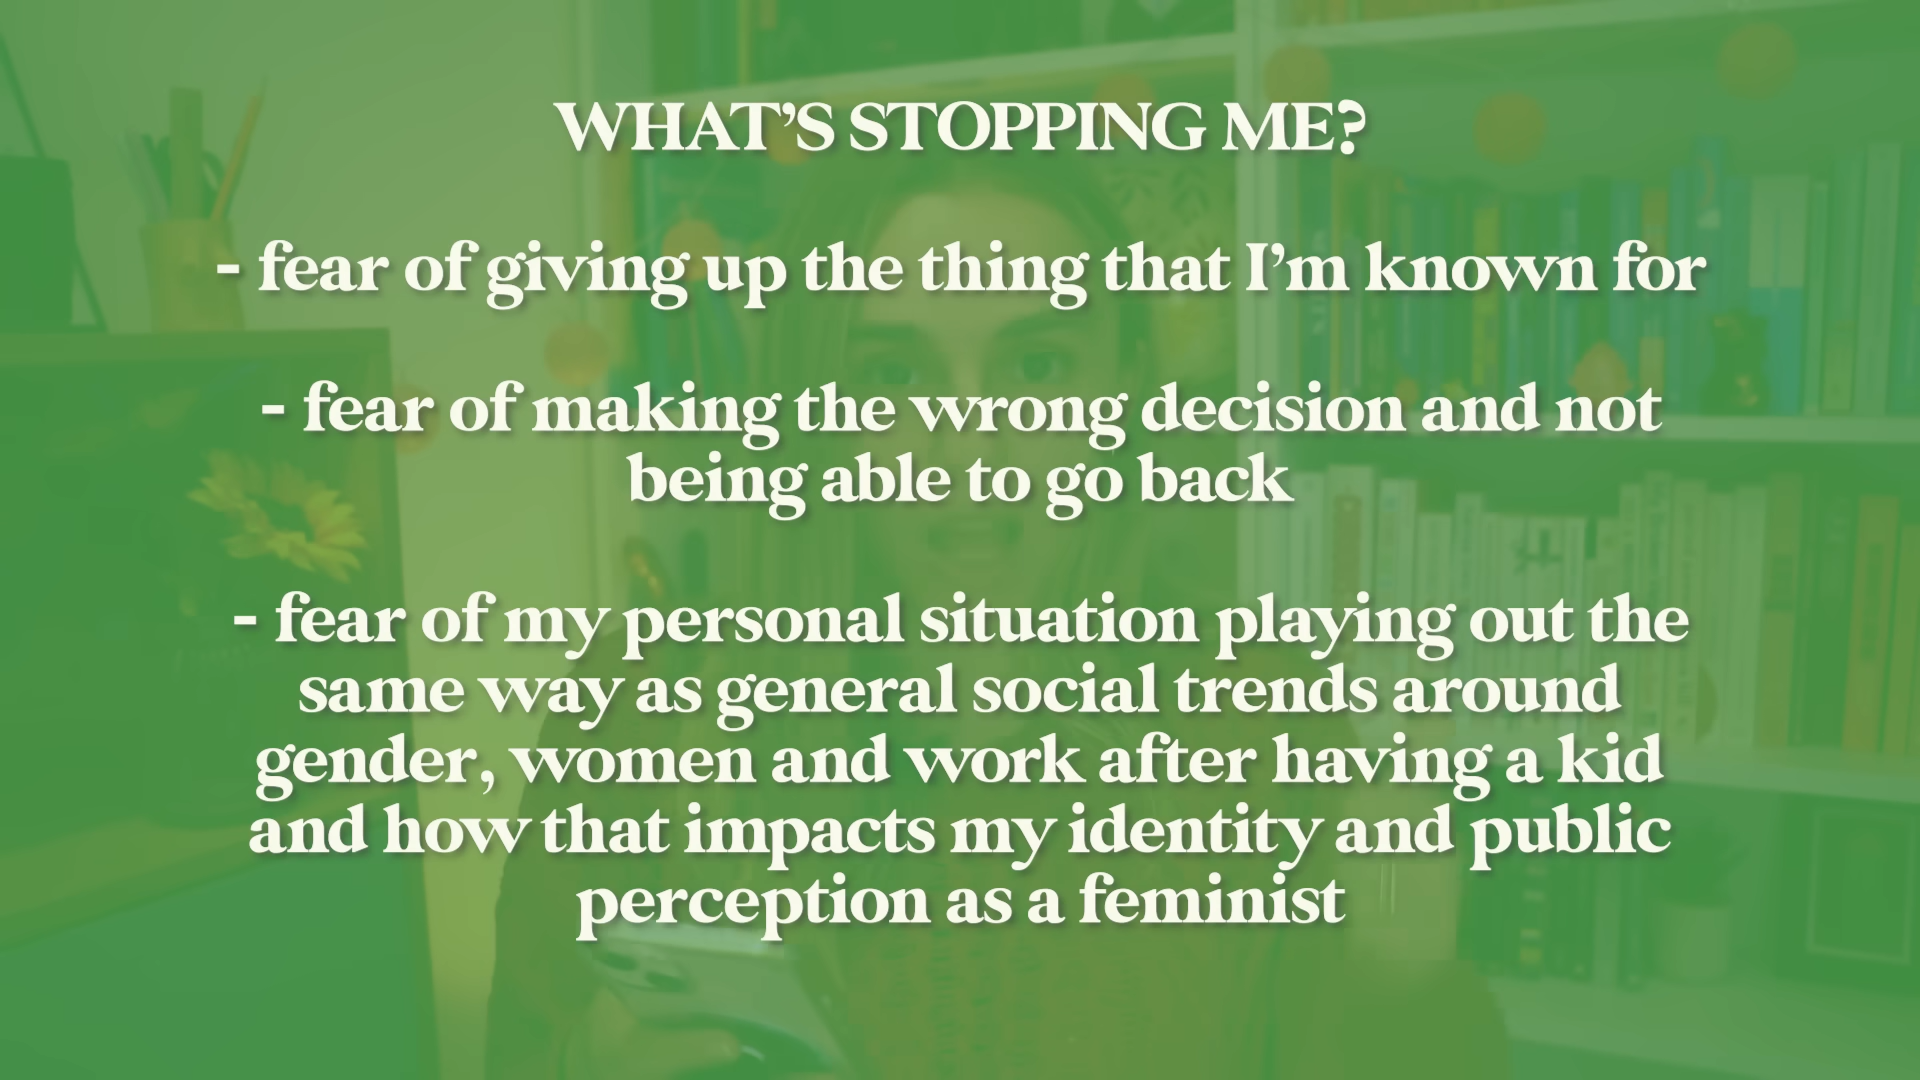 WHAT’S STOPPING ME?
- fear of giving up the thing that I’m known for
- fear of making the wrong decision and not
being able to go back
- fear of my personal situation playing out the
same way as general social trends around
gender, women and work after having a kid
and how that impacts my identity and public
perception as a feminist